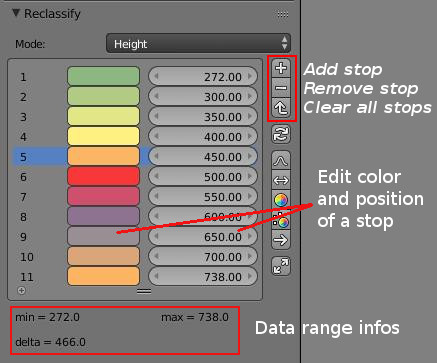 Reclassify
Mode: Height
1 272.00
2 300.00
3 350.00
4 400.00
5 450.00
6 500.00
7 550.00
8 600.00
9 650.00
10 700.00
11 738.00
Add stop
Remove stop
Clear all stops
Edit color
and position
of a stop
min = 272.0 max = 738.0
delta = 466.0
Data range infos